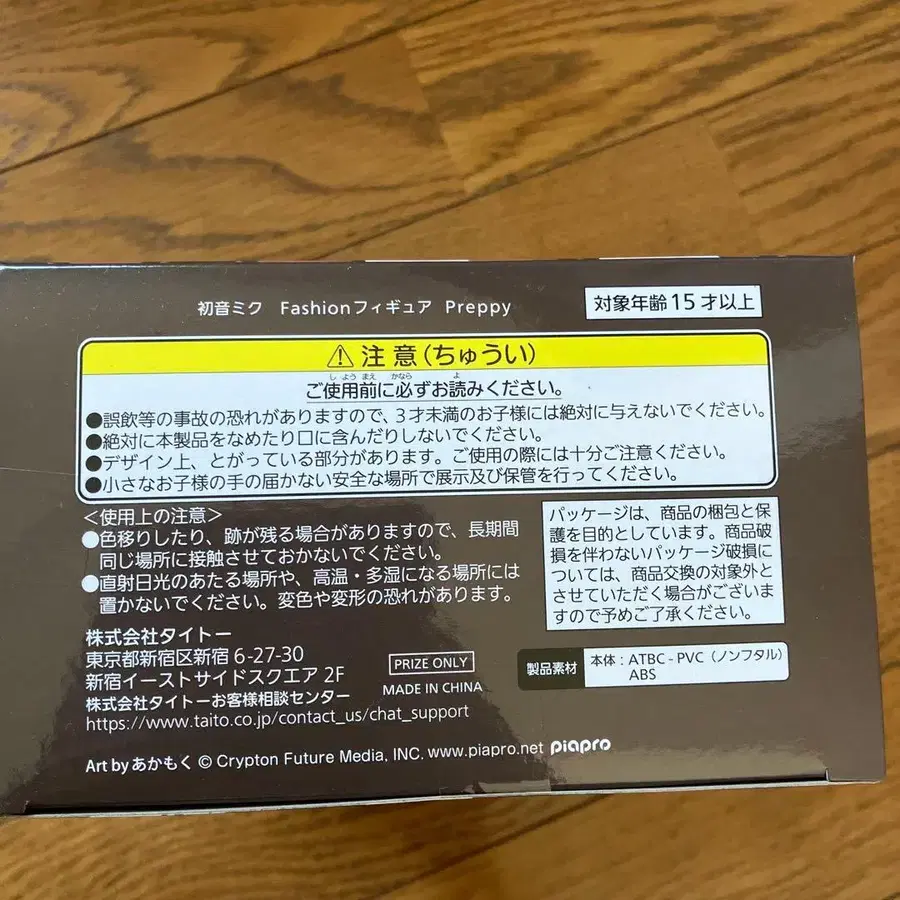 初音ミク Fashionフィギュア Preppy
対象年齢15才以上
⚠注意(ちゅうい)
ご使用前に必ずお読みください。
しようまえ かなら よ
●誤飲等の事故の恐れがありますので、3才未満のお子様には絶対に与えないでください。
●絶対に本製品をなめたり口に含んだりしないでください。
●デザイン上、とがっている部分があります。ご使用の際には十分ご注意ください。
●小さなお子様の手の届かない安全な場所で展示及び保管を行ってください。
<使用上の注意>
●色移りしたり、跡が残る場合がありますので、長期間
同じ場所に接触させておかないでください。
●直射日光のあたる場所や、高温・多湿になる場所には
置かないでください。変色や変形の恐れがあります。
パッケージは、商品の梱包と保
護を目的としています。商品破
損を伴わないパッケージ破損に
ついては、商品交換の対象外と
させていただく場合がございま
すので予めご了承ください。
株式会社タイトー
東京都新宿区新宿 6-27-30
新宿イーストサイドスクエア 2F
株式会社タイトーお客様相談センター
https://www.taito.co.jp/contact_us/chat_support
PRIZE ONLY
MADE IN CHINA
製品素材
本体:ATBC-PVC(ノンフタル)
ABS
Art by あかもく © Crypton Future Media, INC. www.piapro.net piapro